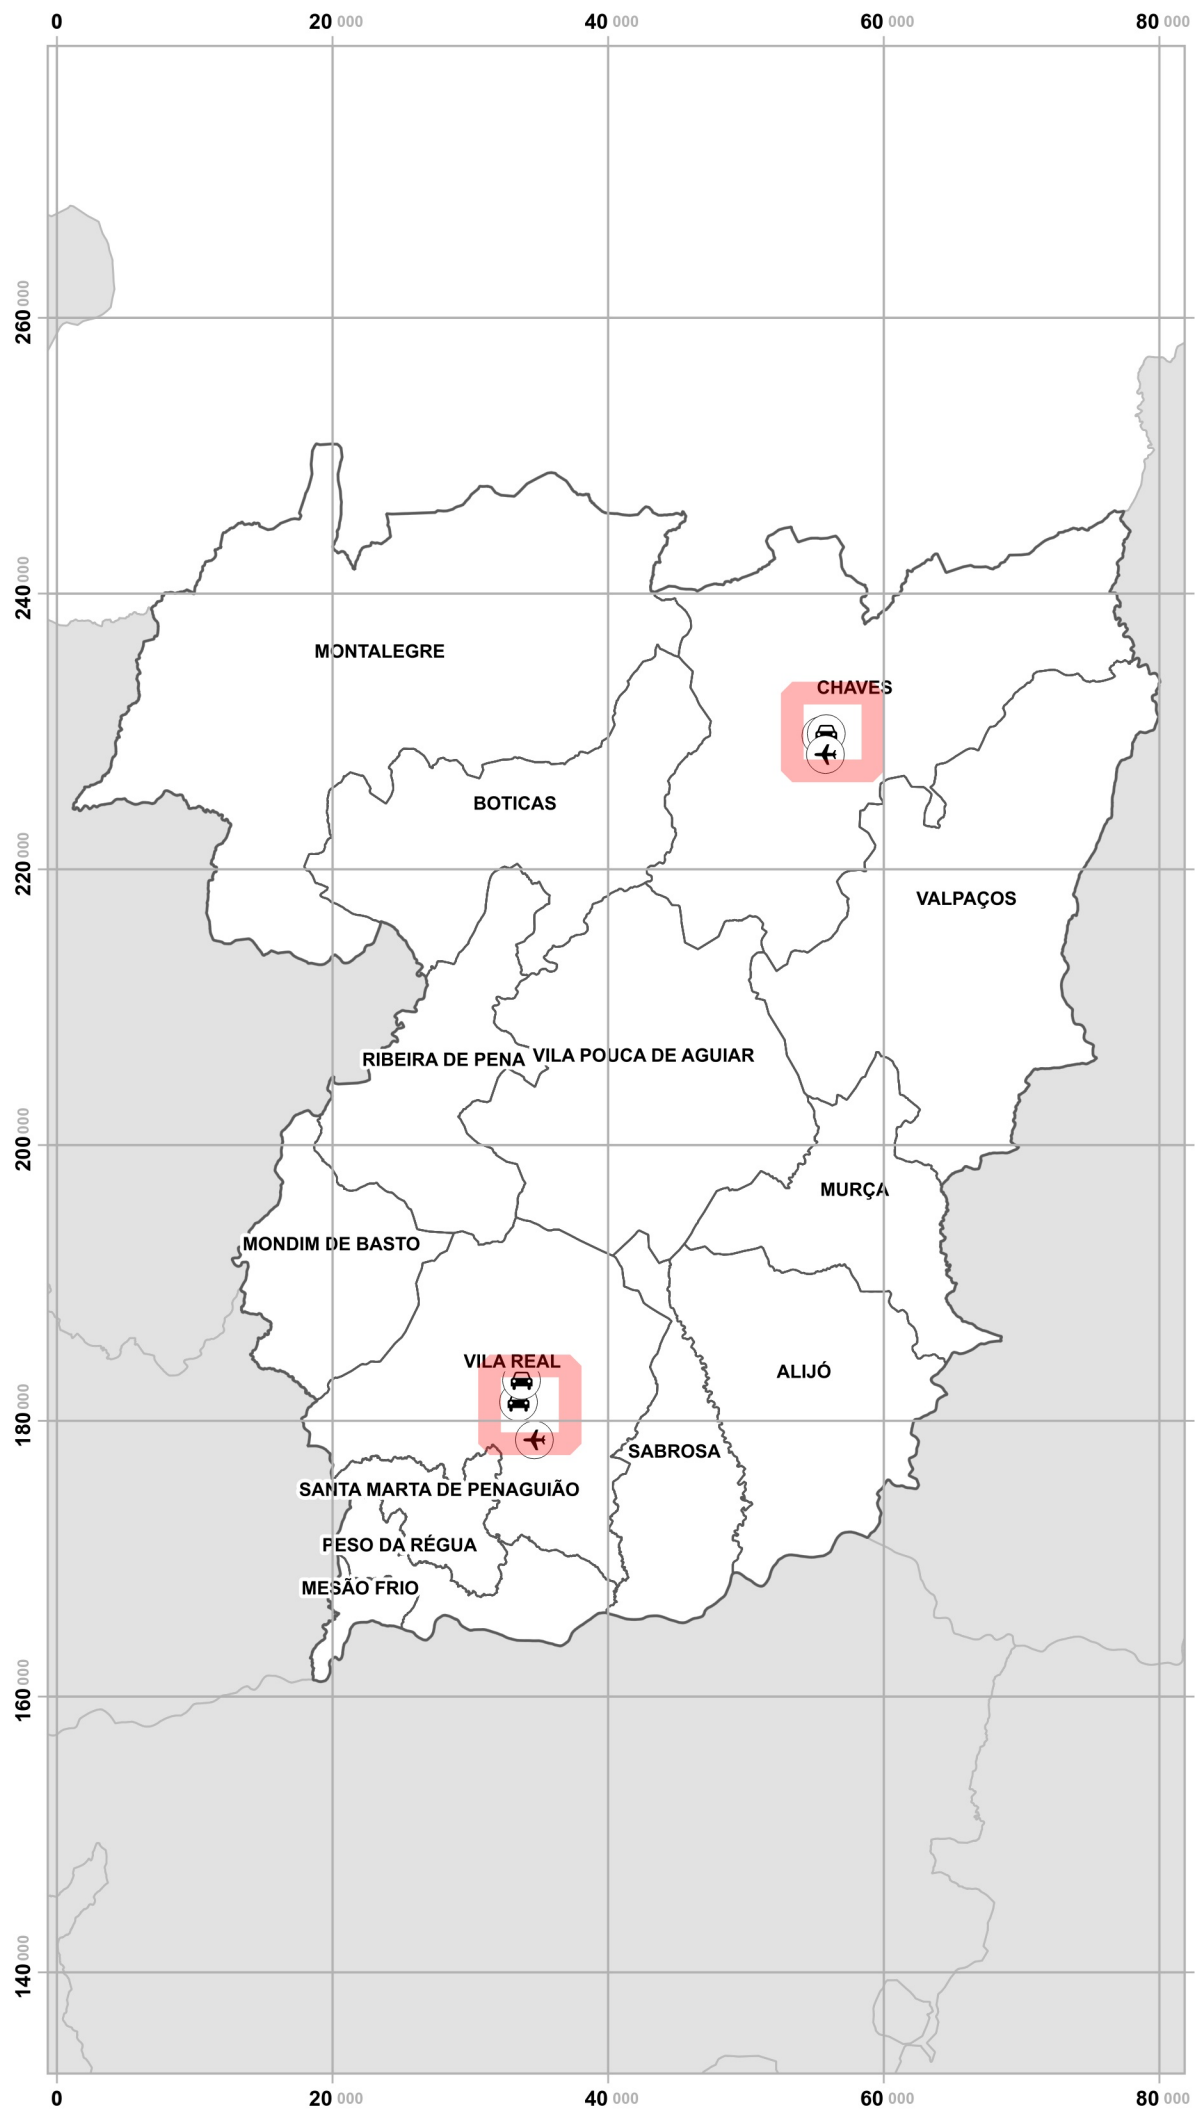 0 20 000 40 000 60 000 80 000
260 000
240 000
MONTALEGRE
CHAVES
BOTICAS
220 000
VALPAÇOS
RIBEIRA DE PENA VILA POUCA DE AGUIAR
200 000
MURÇA
MONDIM DE BASTO
VILA REAL
ALIJÓ
180 000
SABROSA
SANTA MARTA DE PENAGUIÃO
PESO DA RÉGUA
MESÃO FRIO
160 000
140 000
0 20 000 40 000 60 000 80 000